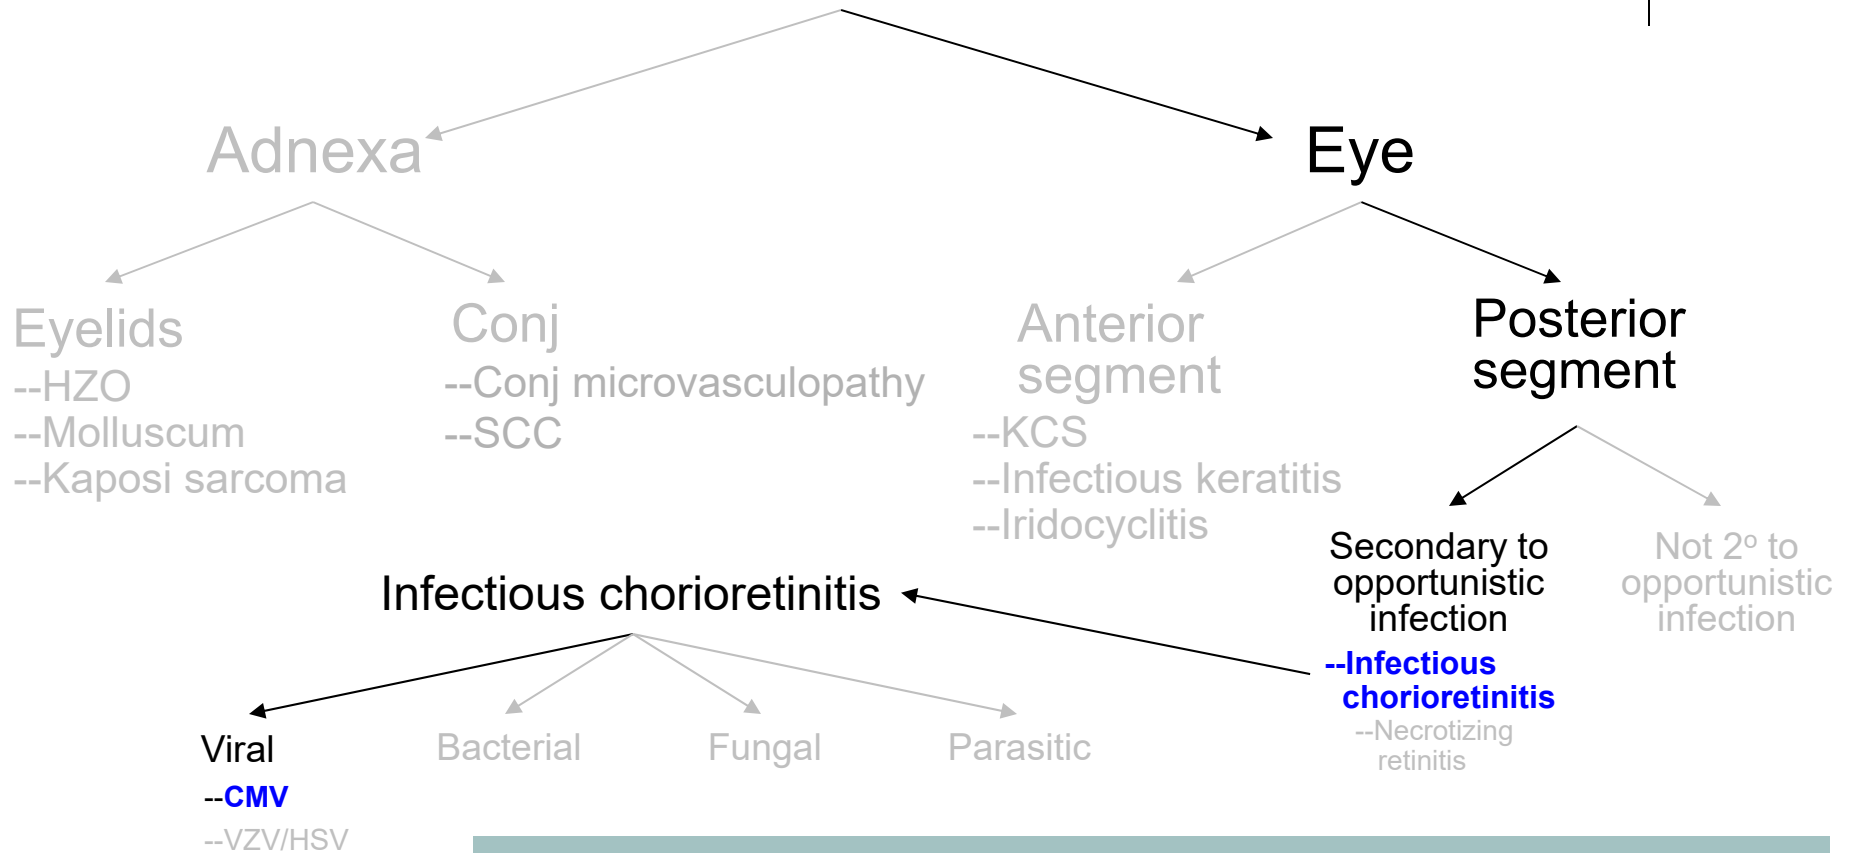 Adnexa
Eye
Eyelids
--HZO
--Molluscum
--Kaposi sarcoma
Conj
--Conj microvasculopathy
--SCC
Anterior
segment
--KCS
--Infectious keratitis
--Iridocyclitis
Posterior
segment
Secondary to
opportunistic
infection
--Infectious
chorioretinitis
--Necrotizing
retinitis
Not 2º to
opportunistic
infection
Infectious chorioretinitis
Viral
--CMV
--VZV/HSV
Bacterial
Fungal
Parasitic